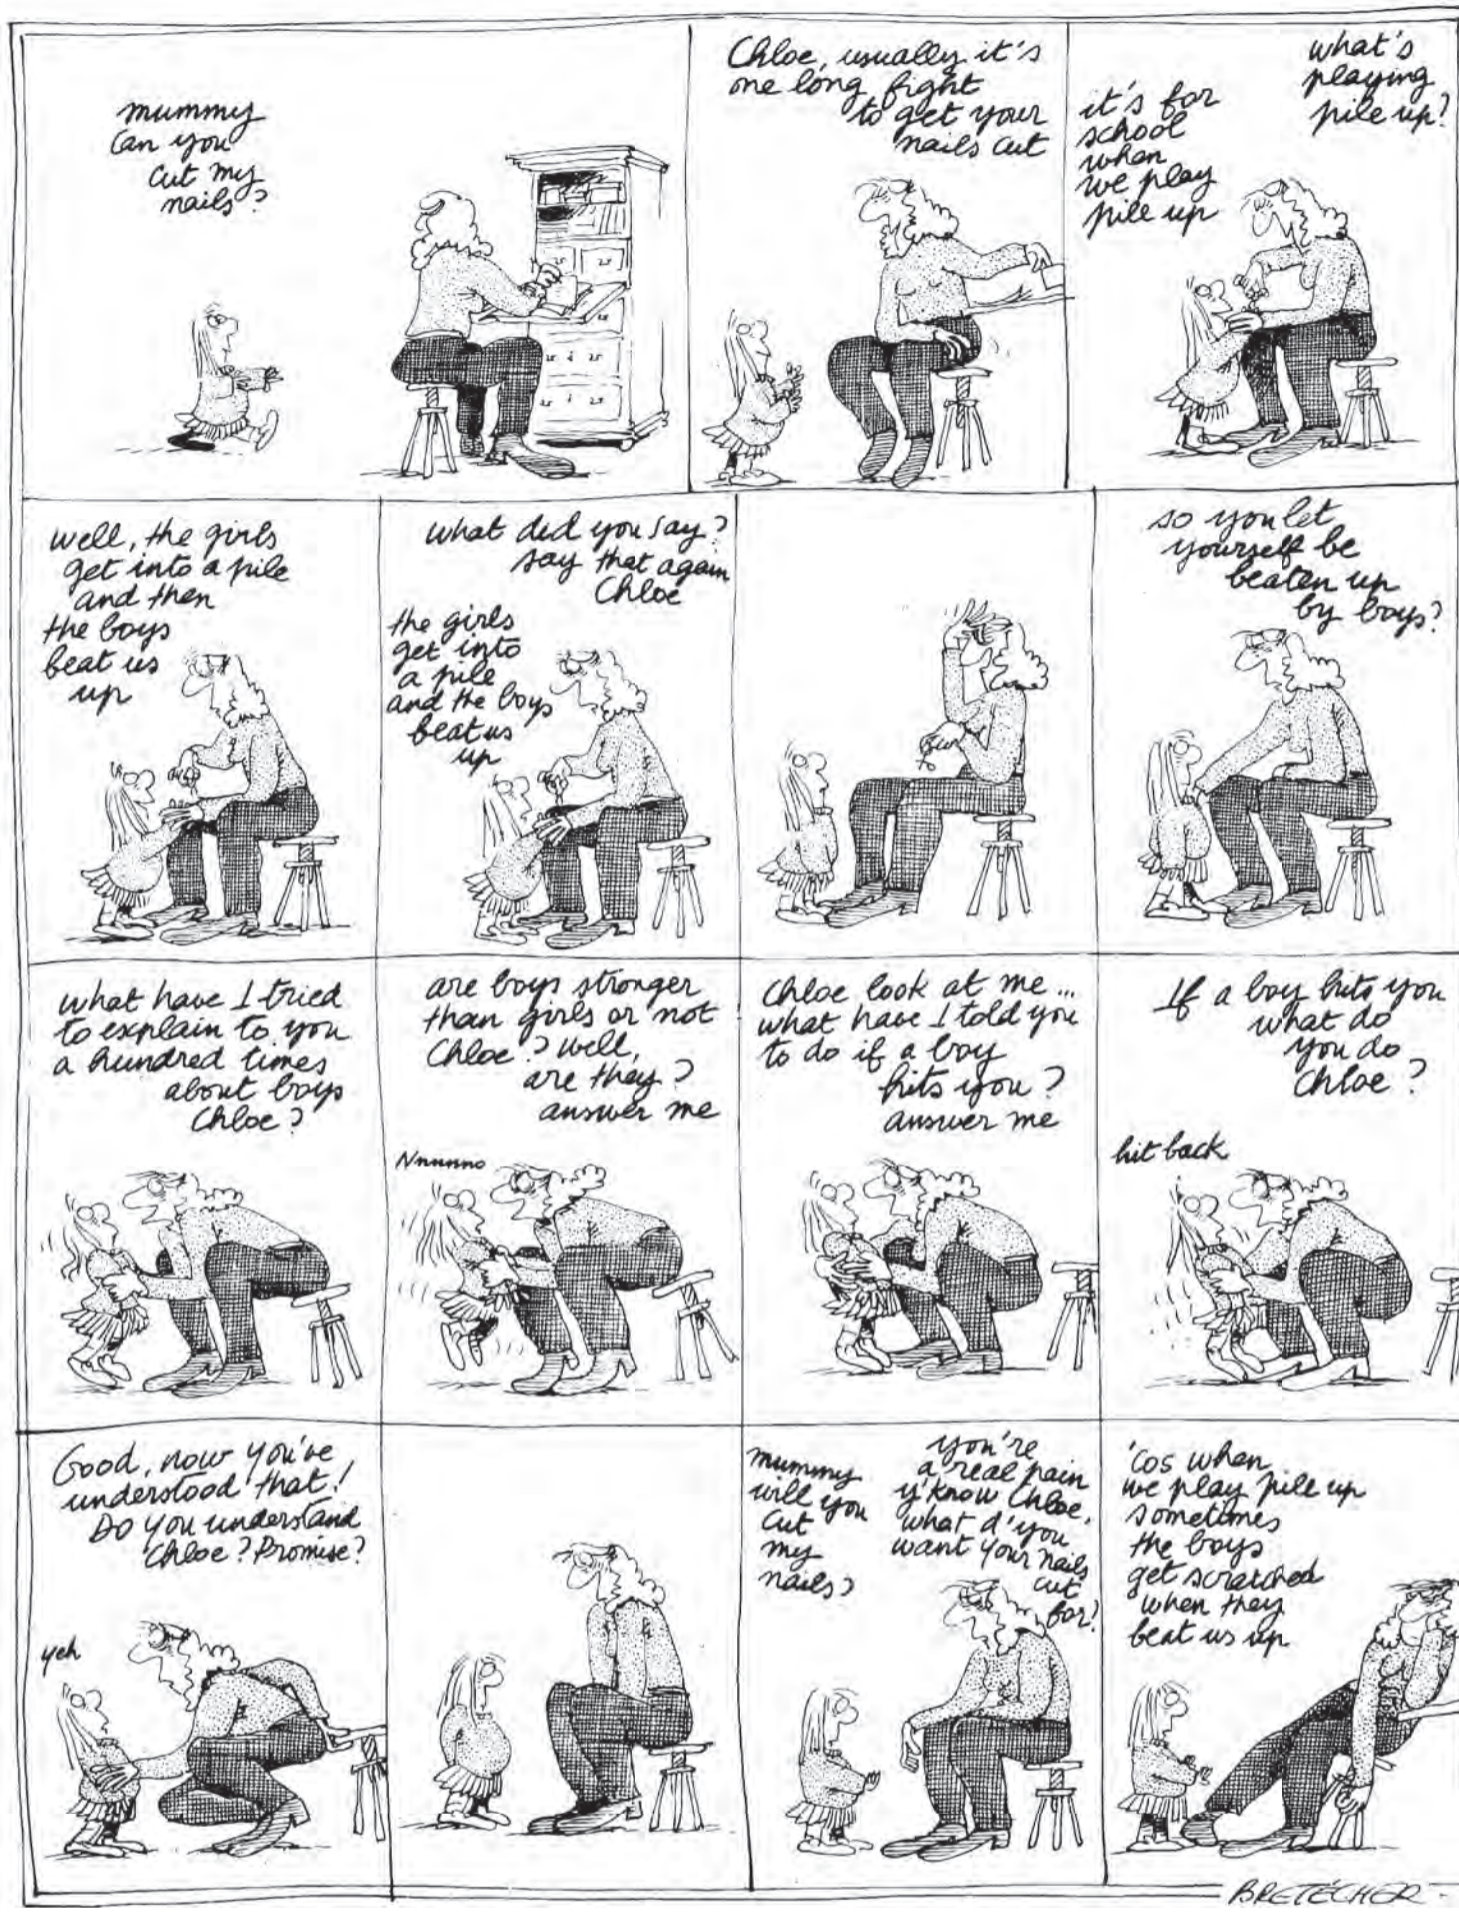 mummy
can you
cut my
nails?
Chloe, usually it's
one long fight
to get your
nails cut
it's for
school
when
we play
pile up
what's
playing
pile up?
well, the girls
get into a pile
and then
the boys
beat us
up
what did you say?
say that again
Chloe
the girls
get into
a pile
and the boys
beat us
up
so you let
yourself be
beaten up
by boys?
what have I tried
to explain to you
a hundred times
about boys
Chloe?
are boys stronger
than girls or not
Chloe? well,
are they?
answer me
Nnnnno
Chloe look at me...
what have I told you
to do if a boy
hits you?
answer me
If a boy hits you
what do
you do
Chloe?
hit back
Good, now you've
understood that!
Do you understand
Chloe? Promise?
yeh
mummy
will you
cut
my
nails?
you're
a real pain
y'know Chloe.
what d'you
want your nails
cut
for?
'cos when
we play pile up
sometimes
the boys
get scratched
when they
beat us up
BRETÉCHER